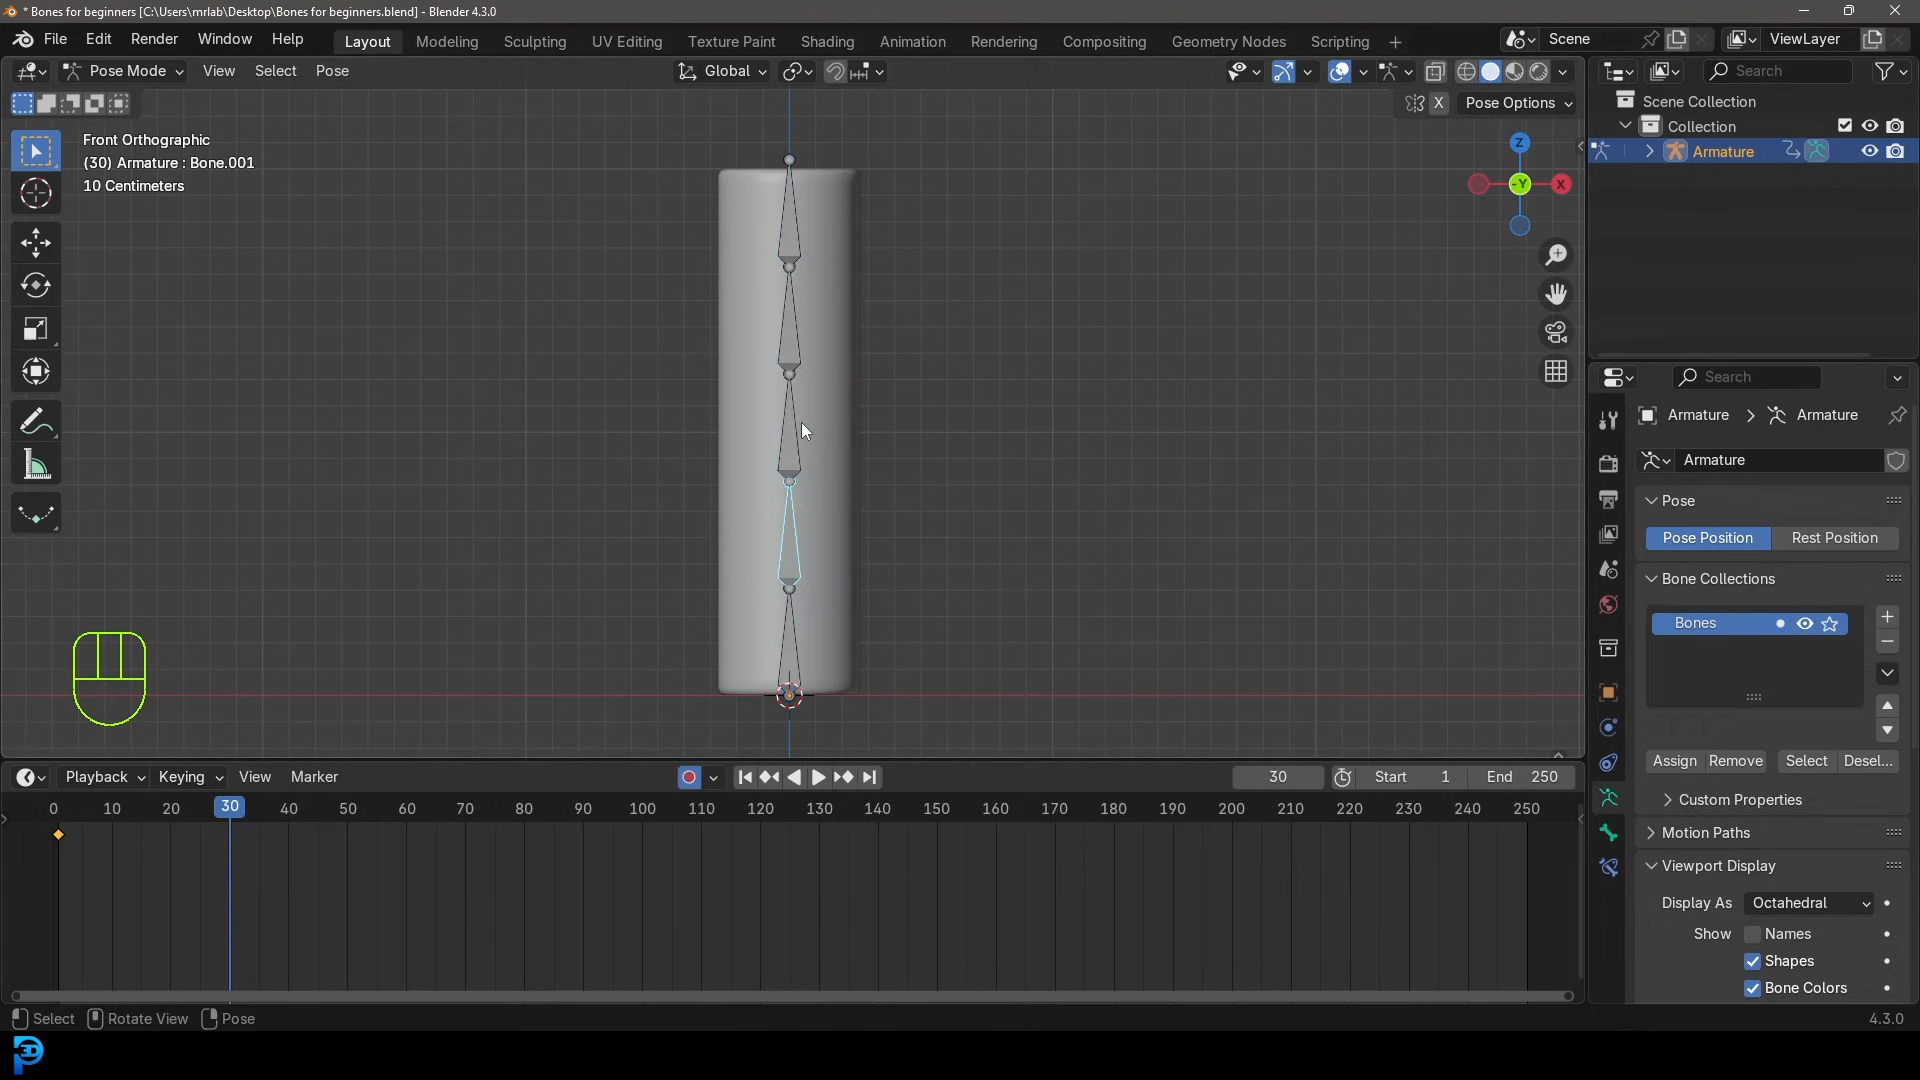 * Bones for beginners [C:\Users\mrlab\Desktop\Bones for beginners.blend] - Blender 4.3.0
File Edit Render Window Help Layout Modeling Sculpting UV Editing Texture Paint Shading Animation Rendering Compositing Geometry Nodes Scripting + Scene ViewLayer
Pose Mode View Select Pose Global Search
X Pose Options
Scene Collection
Collection
Armature
Front Orthographic
(30) Armature : Bone.001
10 Centimeters
Z
-Y X
Search
Armature > Armature
Armature
Pose
Pose Position Rest Position
Bone Collections
Bones
Assign Remove Select Desel...
Custom Properties
Motion Paths
Viewport Display
Display As Octahedral
Show Names
Shapes
Bone Colors
Playback Keying View Marker 30 Start 1 End 250
0 10 20 30 40 50 60 70 80 90 100 110 120 130 140 150 160 170 180 190 200 210 220 230 240 250
Select Rotate View Pose 4.3.0